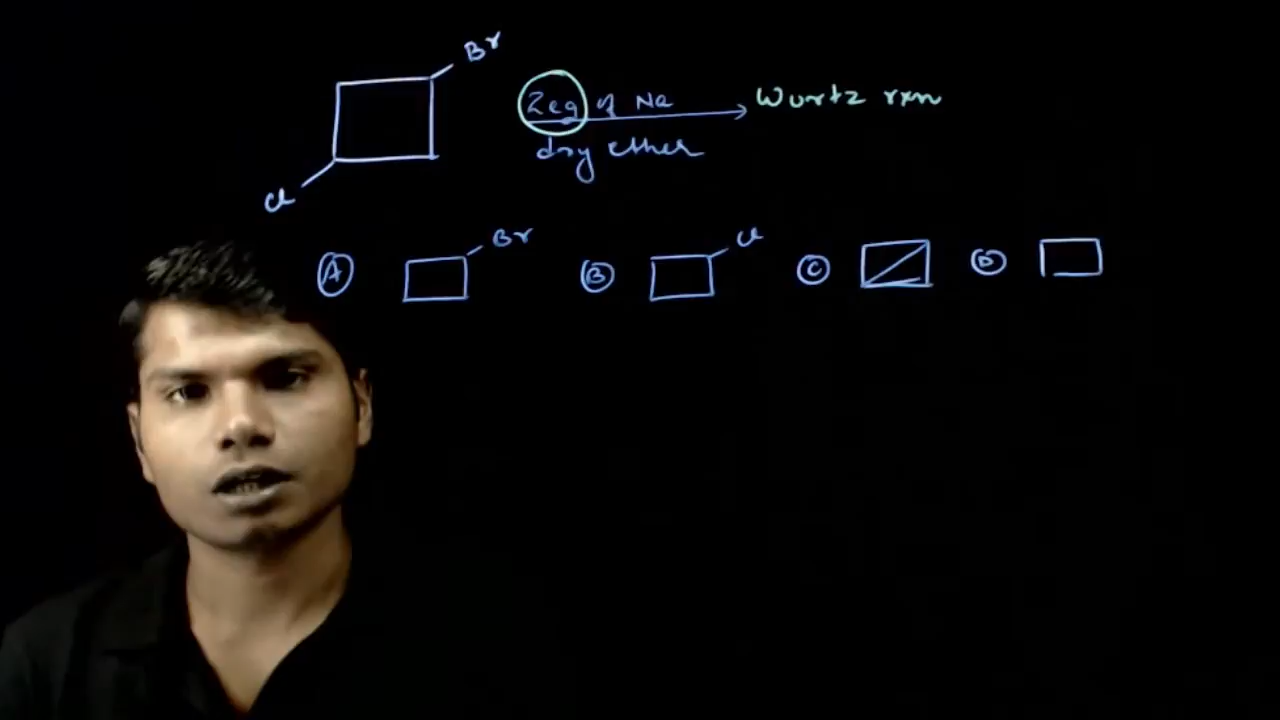 Br
2eq of Na
Wurtz rxn
dry ether
Cl
A Br B Cl C D